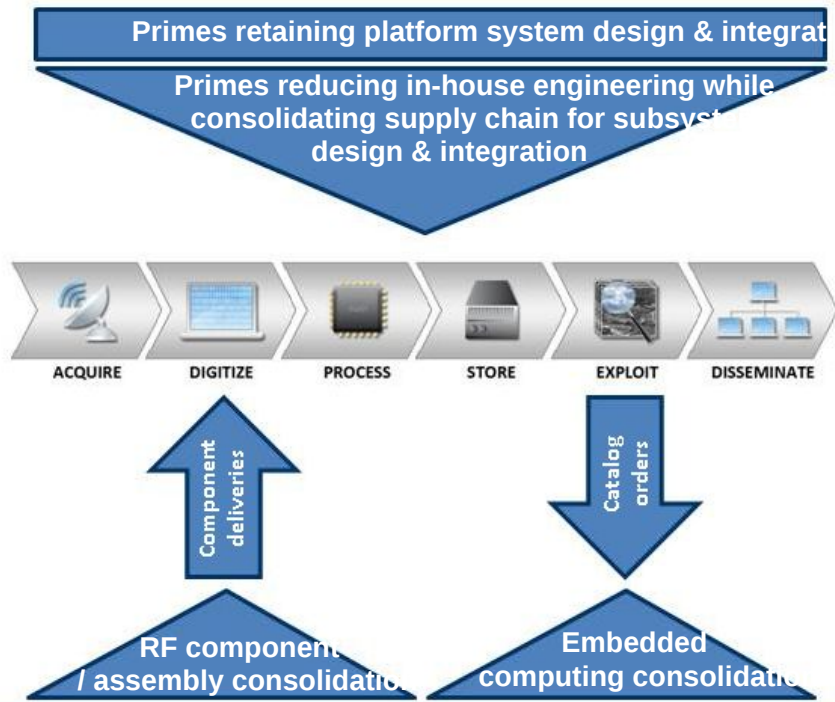 Primes retaining platform system design & integrat
Primes reducing in-house engineering while
consolidating supply chain for subsyst
design & integration
ACQUIRE
DIGITIZE
PROCESS
STORE
EXPLOIT
DISSEMINATE
Component
deliveries
Catalog
orders
RF component
/ assembly consolidatio
Embedded
computing consolidatio